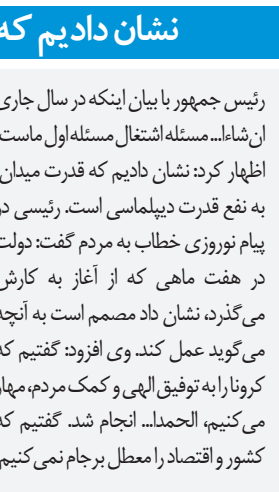 نشان دادیم که
رئیس جمهور با بیان اینکه در سال جاری
ان‌شاءا... مسئله اشتغال مسئله اول ماست،
اظهار کرد: نشان دادیم که قدرت میدان،
به نفع قدرت دیپلماسی است. رئیسی در
پیام نوروزی خطاب به مردم گفت: دولت
در هفت ماهی که از آغاز به کارش
می‌گذرد، نشان داد مصمم است به آنچه
می‌گوید عمل کند. وی افزود: گفتیم که
کرونا را به توفیق الهی و کمک مردم، مهار
می‌کنیم، الحمدا... انجام شد. گفتیم که
کشور و اقتصاد را معطل برجام نمی‌کنیم